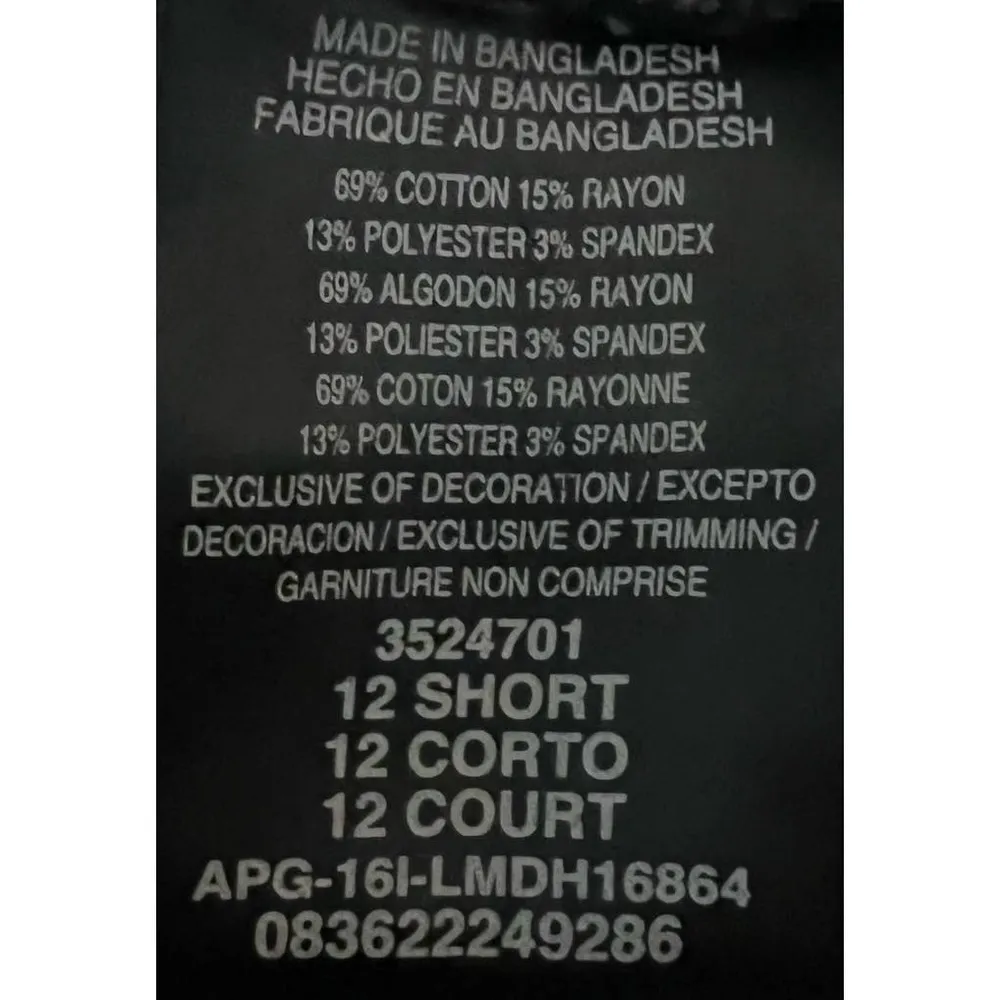 MADE IN BANGLADESH
HECHO EN BANGLADESH
FABRIQUE AU BANGLADESH
69% COTTON 15% RAYON
13% POLYESTER 3% SPANDEX
69% ALGODON 15% RAYON
13% POLIESTER 3% SPANDEX
69% COTON 15% RAYONNE
13% POLYESTER 3% SPANDEX
EXCLUSIVE OF DECORATION / EXCEPTO
DECORACION / EXCLUSIVE OF TRIMMING /
GARNITURE NON COMPRISE
3524701
12 SHORT
12 CORTO
12 COURT
APG-16I-LMDH16864
083622249286